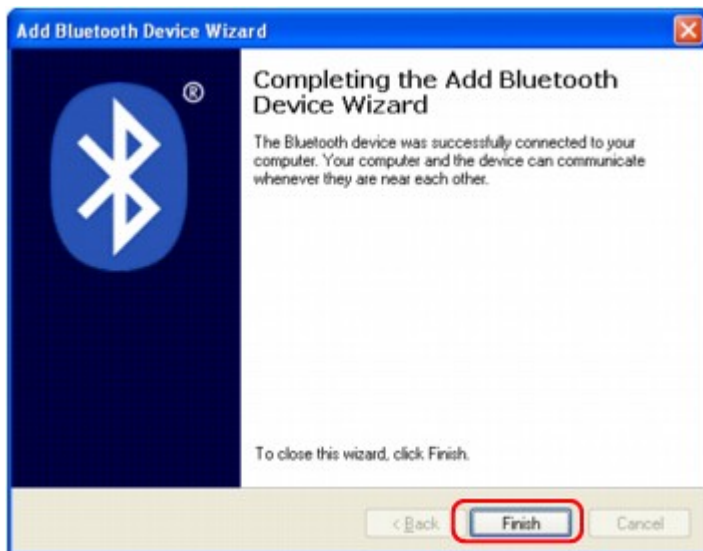 Add Bluetooth Device Wizard
®
Completing the Add Bluetooth
Device Wizard
The Bluetooth device was successfully connected to your
computer. Your computer and the device can communicate
whenever they are near each other.
To close this wizard, click Finish.
< Back
Finish
Cancel